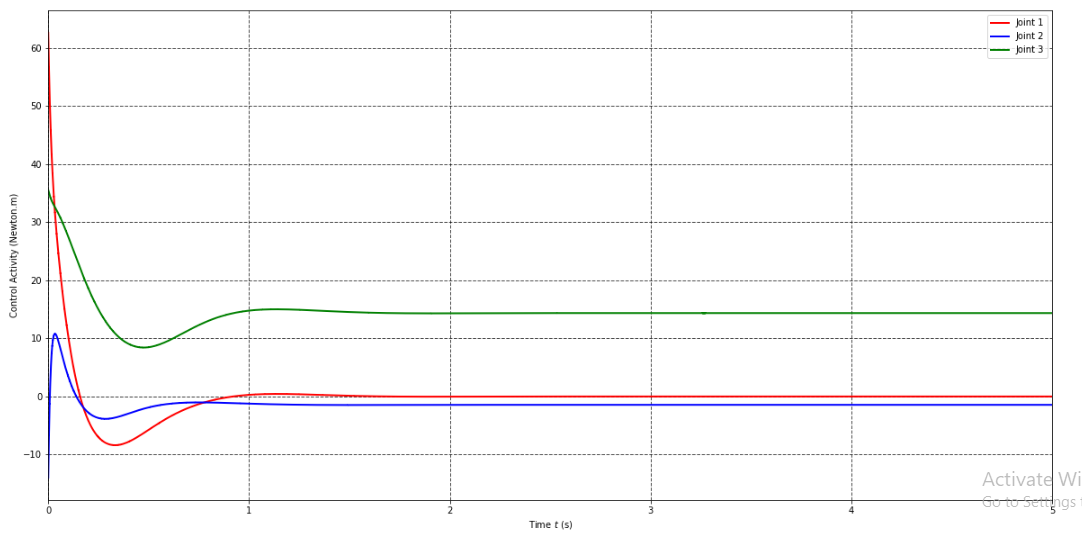 Joint 1
Joint 2
Joint 3
60
50
40
30
20
10
0
−10
Control Activity (Newton.m)
0
1
2
3
4
5
Time t (s)
Activate Wi
Go to Settings t